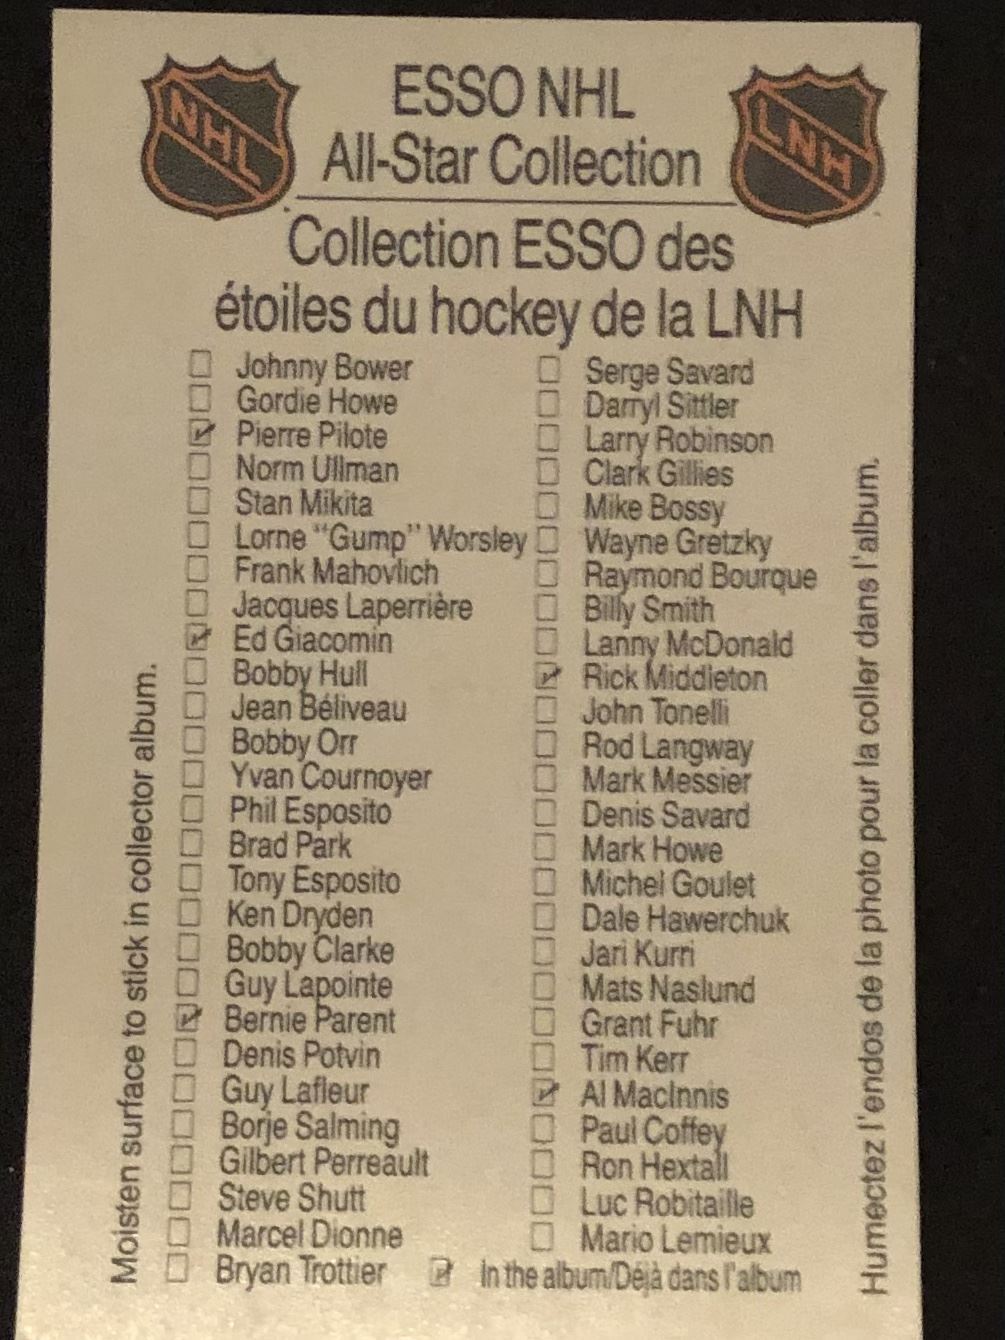 NHL
ESSO NHL
All-Star Collection
LNH
Collection ESSO des
étoiles du hockey de la LNH
Johnny Bower
Gordie Howe
Pierre Pilote
Norm Ullman
Stan Mikita
Lorne "Gump" Worsley
Frank Mahovlich
Jacques Laperrière
Ed Giacomin
Bobby Hull
Jean Béliveau
Bobby Orr
Yvan Cournoyer
Phil Esposito
Brad Park
Tony Esposito
Ken Dryden
Bobby Clarke
Guy Lapointe
Bernie Parent
Denis Potvin
Guy Lafleur
Borje Salming
Gilbert Perreault
Steve Shutt
Marcel Dionne
Bryan Trottier
Serge Savard
Darryl Sittler
Larry Robinson
Clark Gillies
Mike Bossy
Wayne Gretzky
Raymond Bourque
Billy Smith
Lanny McDonald
Rick Middleton
John Tonelli
Rod Langway
Mark Messier
Denis Savard
Mark Howe
Michel Goulet
Dale Hawerchuk
Jari Kurri
Mats Naslund
Grant Fuhr
Tim Kerr
Al MacInnis
Paul Coffey
Ron Hextall
Luc Robitaille
Mario Lemieux
In the album/Déjà dans l'album
Moisten surface to stick in collector album.
Humectez l'endos de la photo pour la coller dans l'album.